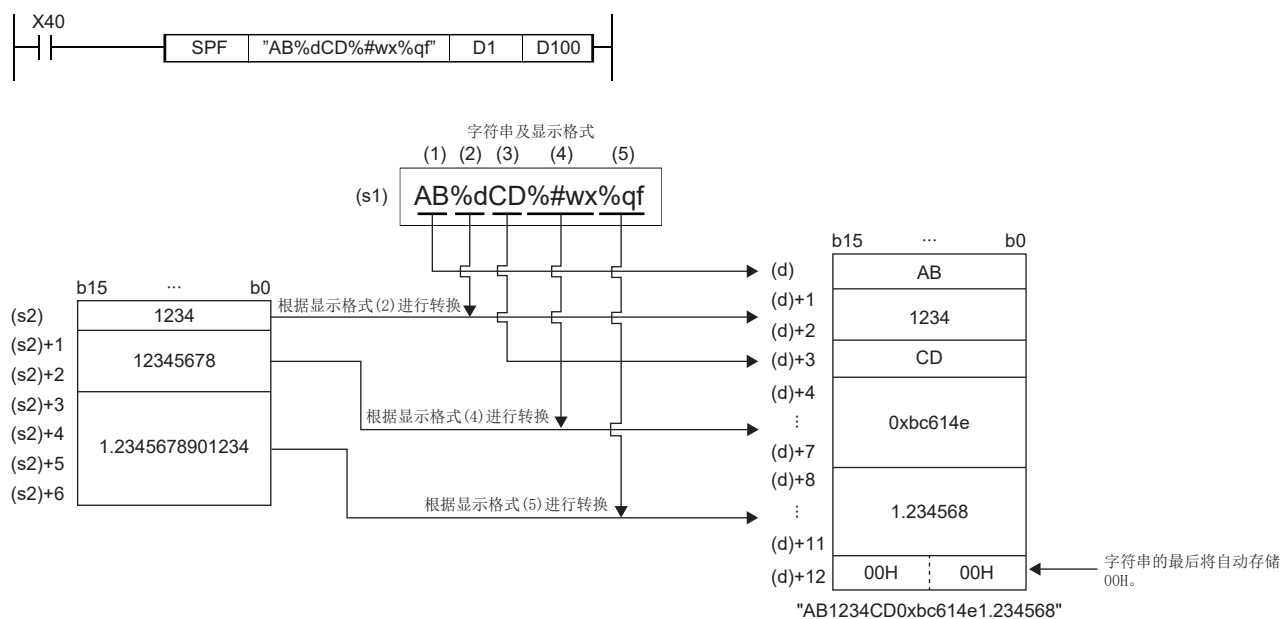 X40
SPF "AB%dCD%#wx%qf" D1 D100
字符串及显示格式
(1) (2) (3) (4) (5)
(s1) AB%dCD%#wx%qf
b15 ... b0
(d) AB
(d)+1
(d)+2
1234
(d)+3 CD
(d)+4
⋮
(d)+7
0xbc614e
(d)+8
⋮
(d)+11
1.234568
(d)+12 00H 00H
"AB1234CD0xbc614e1.234568"
字符串的最后将自动存储
00H。
b15 ... b0
(s2) 1234
(s2)+1
(s2)+2
12345678
(s2)+3
(s2)+4
(s2)+5
(s2)+6
1.2345678901234
根据显示格式(2)进行转换
根据显示格式(4)进行转换
根据显示格式(5)进行转换